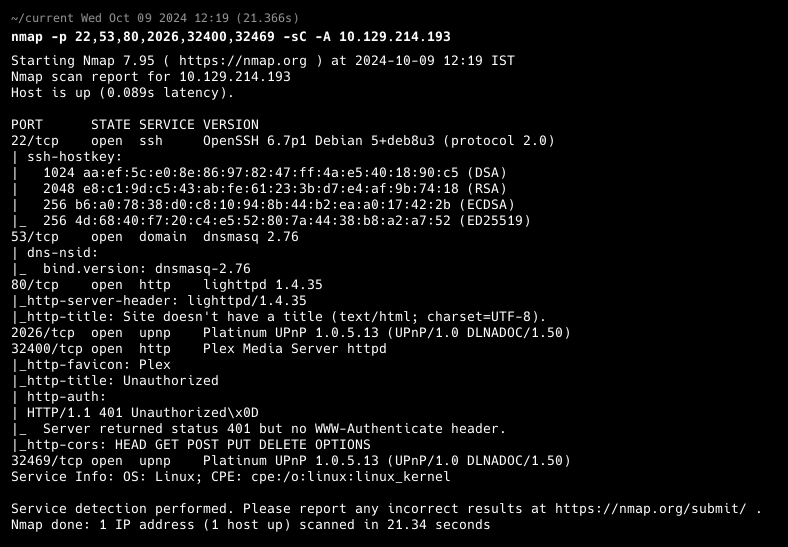 ~/current Wed Oct 09 2024 12:19 (21.366s)
nmap -p 22,53,80,2026,32400,32469 -sC -A 10.129.214.193
Starting Nmap 7.95 ( https://nmap.org ) at 2024-10-09 12:19 IST
Nmap scan report for 10.129.214.193
Host is up (0.089s latency).

PORT      STATE SERVICE VERSION
22/tcp    open  ssh     OpenSSH 6.7p1 Debian 5+deb8u3 (protocol 2.0)
| ssh-hostkey:
|   1024 aa:ef:5c:e0:8e:86:97:82:47:ff:4a:e5:40:18:90:c5 (DSA)
|   2048 e8:c1:9d:c5:43:ab:fe:61:23:3b:d7:e4:af:9b:74:18 (RSA)
|   256 b6:a0:78:38:d0:c8:10:94:8b:44:b2:ea:a0:17:42:2b (ECDSA)
|_  256 4d:68:40:f7:20:c4:e5:52:80:7a:44:38:b8:a2:a7:52 (ED25519)
53/tcp    open  domain  dnsmasq 2.76
| dns-nsid:
|_  bind.version: dnsmasq-2.76
80/tcp    open  http    lighttpd 1.4.35
|_http-server-header: lighttpd/1.4.35
|_http-title: Site doesn't have a title (text/html; charset=UTF-8).
2026/tcp  open  upnp    Platinum UPnP 1.0.5.13 (UPnP/1.0 DLNADOC/1.50)
32400/tcp open  http    Plex Media Server httpd
|_http-favicon: Plex
|_http-title: Unauthorized
| http-auth:
| HTTP/1.1 401 Unauthorized\x0D
|_  Server returned status 401 but no WWW-Authenticate header.
|_http-cors: HEAD GET POST PUT DELETE OPTIONS
32469/tcp open  upnp    Platinum UPnP 1.0.5.13 (UPnP/1.0 DLNADOC/1.50)
Service Info: OS: Linux; CPE: cpe:/o:linux:linux_kernel

Service detection performed. Please report any incorrect results at https://nmap.org/submit/ .
Nmap done: 1 IP address (1 host up) scanned in 21.34 seconds